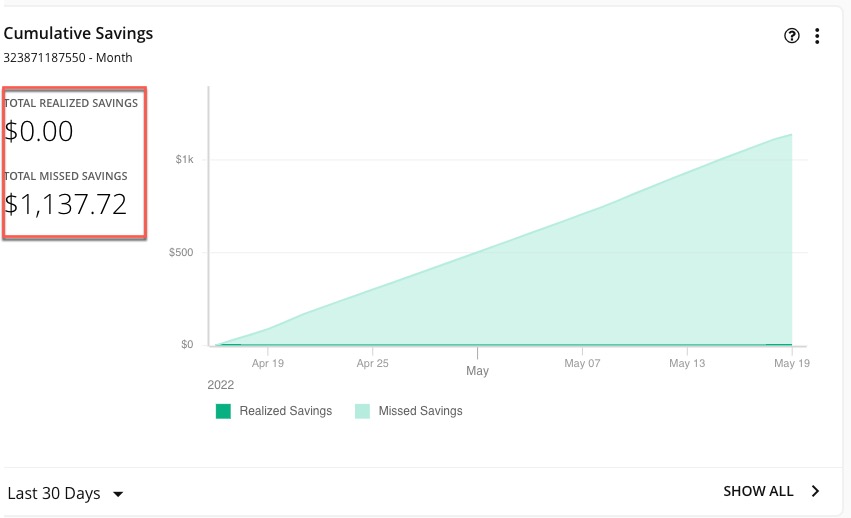 Cumulative Savings
323871187550 - Month
TOTAL REALIZED SAVINGS
$0.00
TOTAL MISSED SAVINGS
$1,137.72
$1k
$500
$0
Apr 19
Apr 25
May
May 07
May 13
May 19
2022
Realized Savings
Missed Savings
Last 30 Days
SHOW ALL